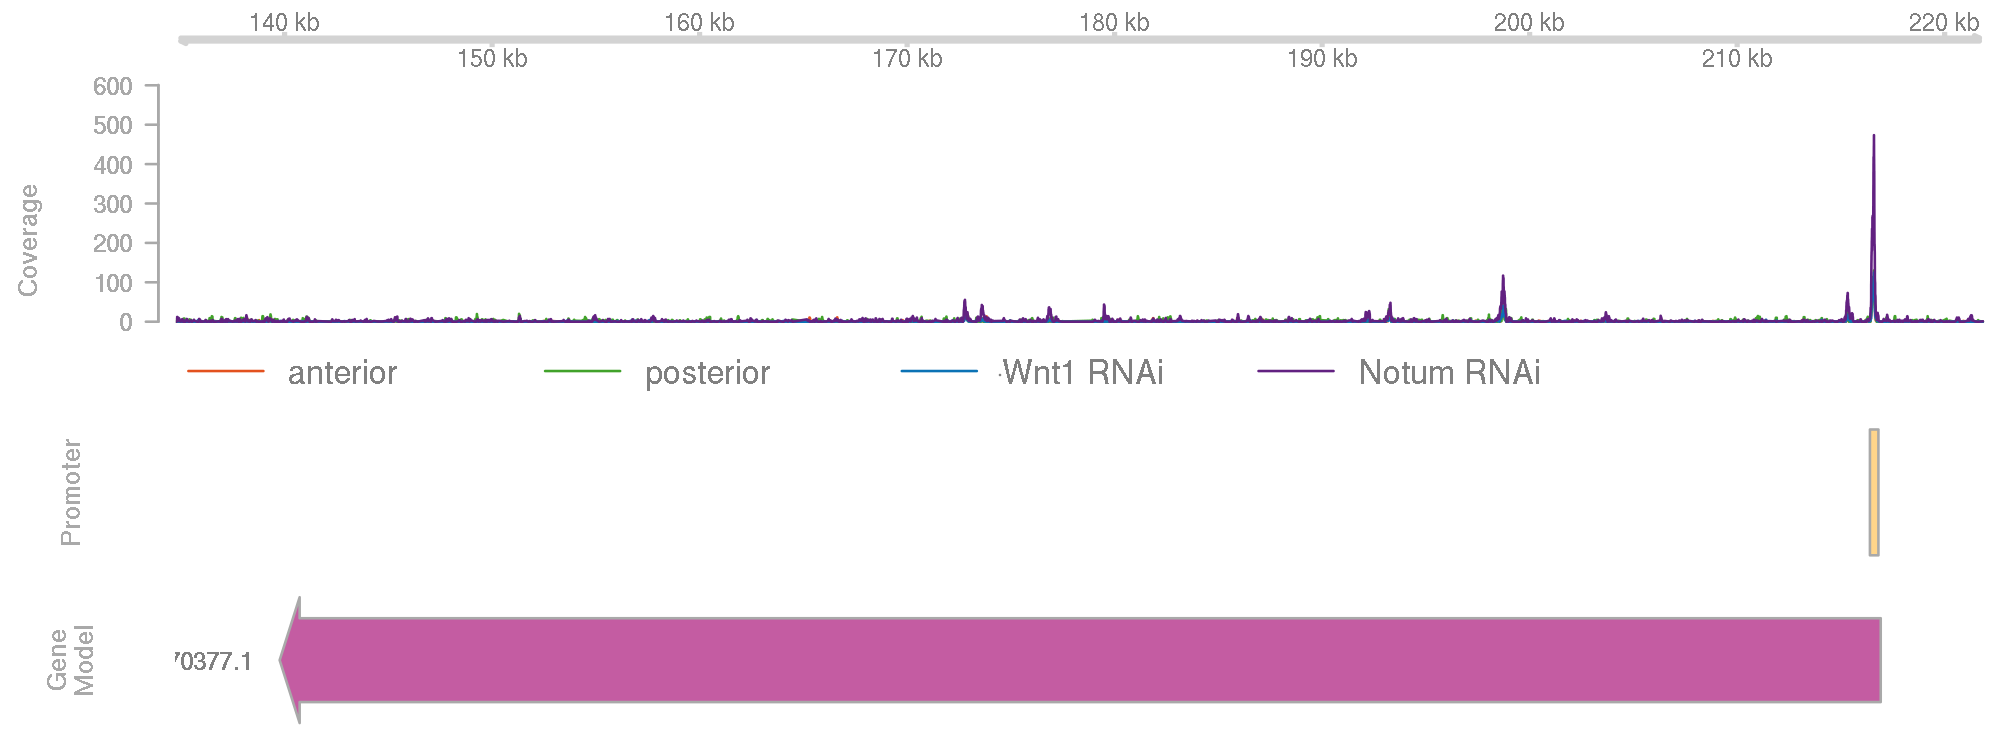 140 kb 160 kb 180 kb 200 kb 220 kb
150 kb 170 kb 190 kb 210 kb
600
500
400
300
200
100
0
Coverage
anterior posterior Wnt1 RNAi Notum RNAi
Promoter
Gene
Model
70377.1